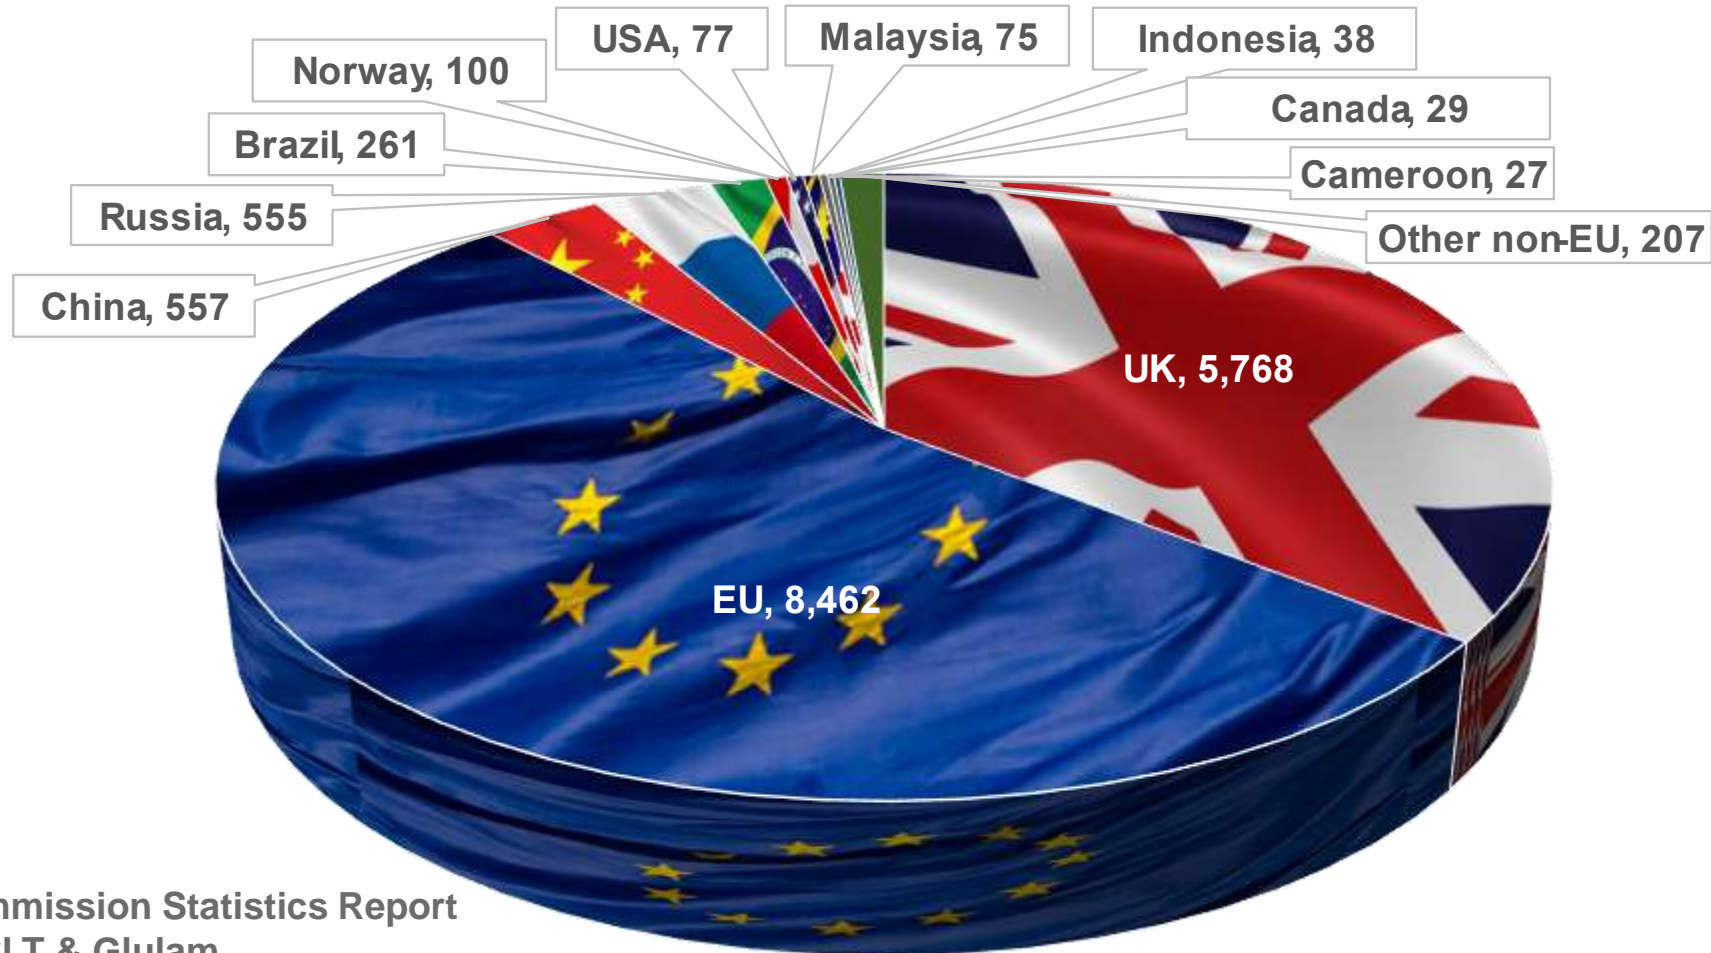 USA, 77
Malaysia, 75
Indonesia, 38
Norway, 100
Canada, 29
Brazil, 261
Cameroon, 27
Russia, 555
Other non-EU, 207
China, 557
UK, 5,768
EU, 8,462
Statistics Report
& Glulam